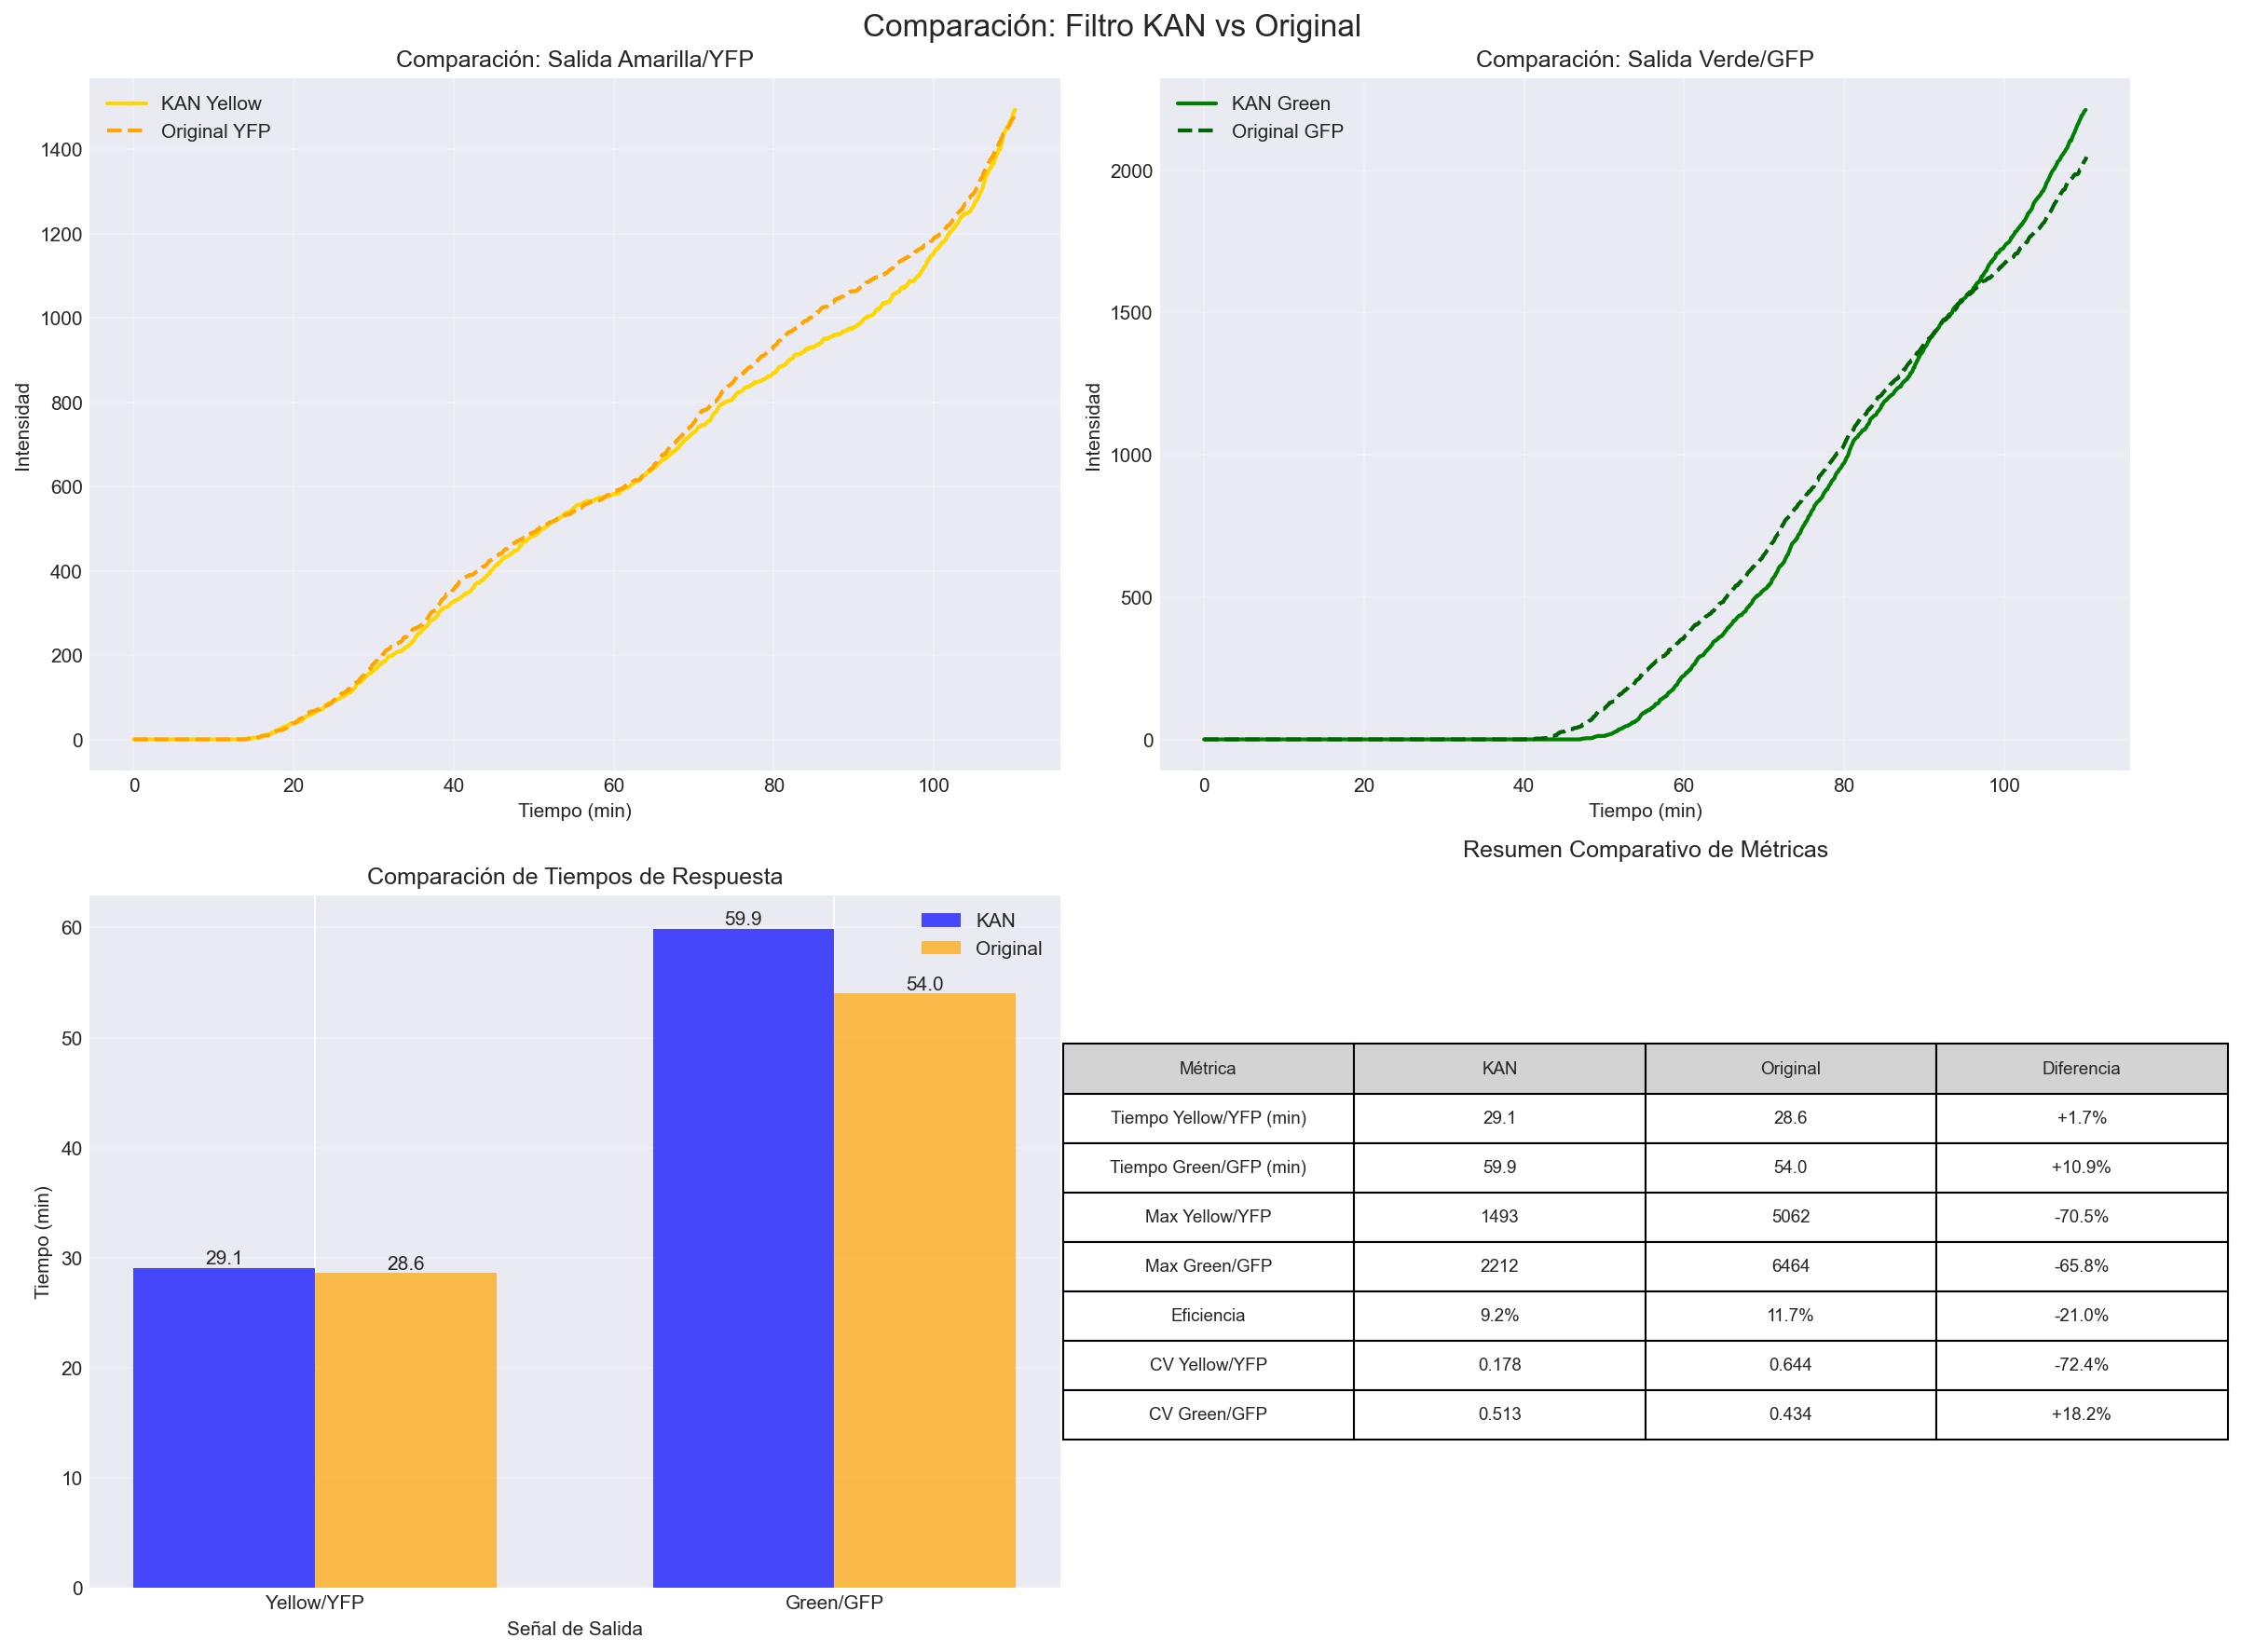 Comparación: Filtro KAN vs Original
Comparación: Salida Amarilla/YFP
KAN Yellow
Original YFP
1400
1200
1000
800
600
400
200
0
Intensidad
0 20 40 60 80 100
Tiempo (min)
Comparación: Salida Verde/GFP
KAN Green
Original GFP
2000
1500
1000
500
0
Intensidad
0 20 40 60 80 100
Tiempo (min)
Comparación de Tiempos de Respuesta
KAN
Original
60
50
40
30
20
10
0
Tiempo (min)
59.9
54.0
29.1
28.6
Yellow/YFP Green/GFP
Señal de Salida
Resumen Comparativo de Métricas
Métrica KAN Original Diferencia
Tiempo Yellow/YFP (min) 29.1 28.6 +1.7%
Tiempo Green/GFP (min) 59.9 54.0 +10.9%
Max Yellow/YFP 1493 5062 -70.5%
Max Green/GFP 2212 6464 -65.8%
Eficiencia 9.2% 11.7% -21.0%
CV Yellow/YFP 0.178 0.644 -72.4%
CV Green/GFP 0.513 0.434 +18.2%